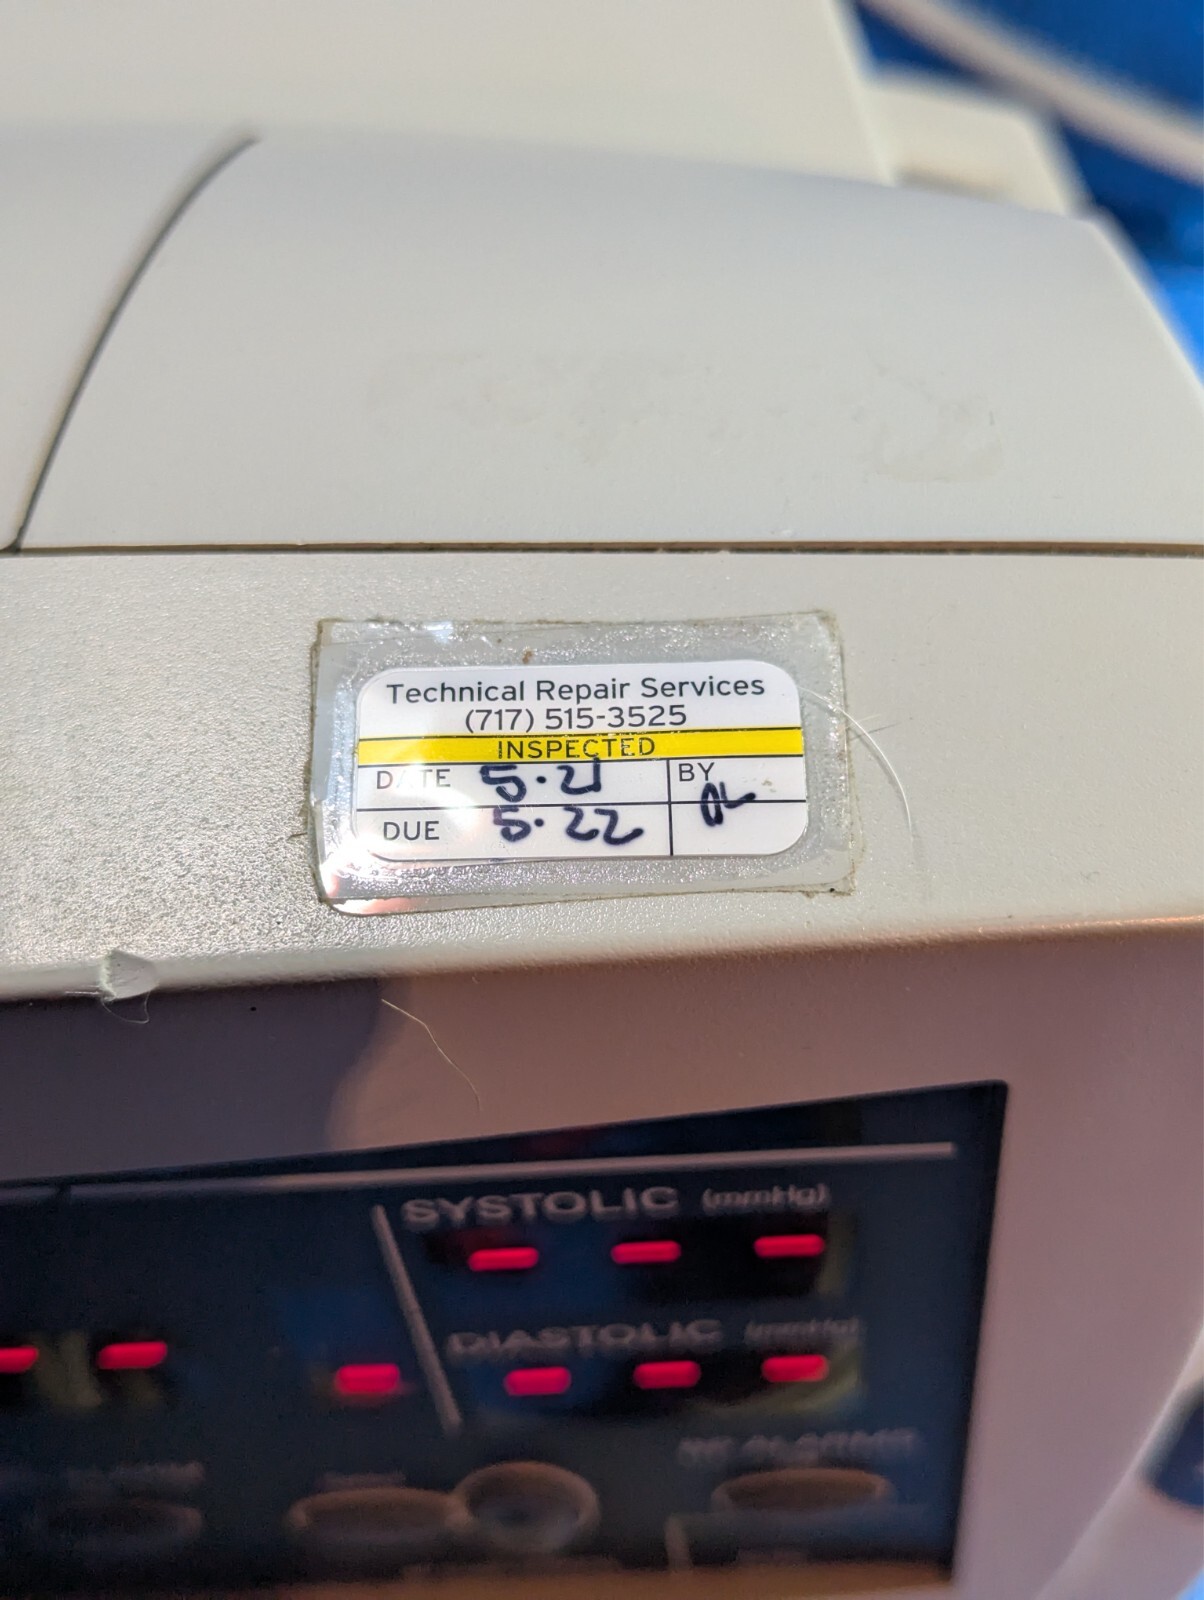 Technical Repair Services
(717) 515-3525
INSPECTED
DATE 5.21 BY
DUE 5.22
SYSTOLIC (mmHg)
DIASTOLIC (mmHg)